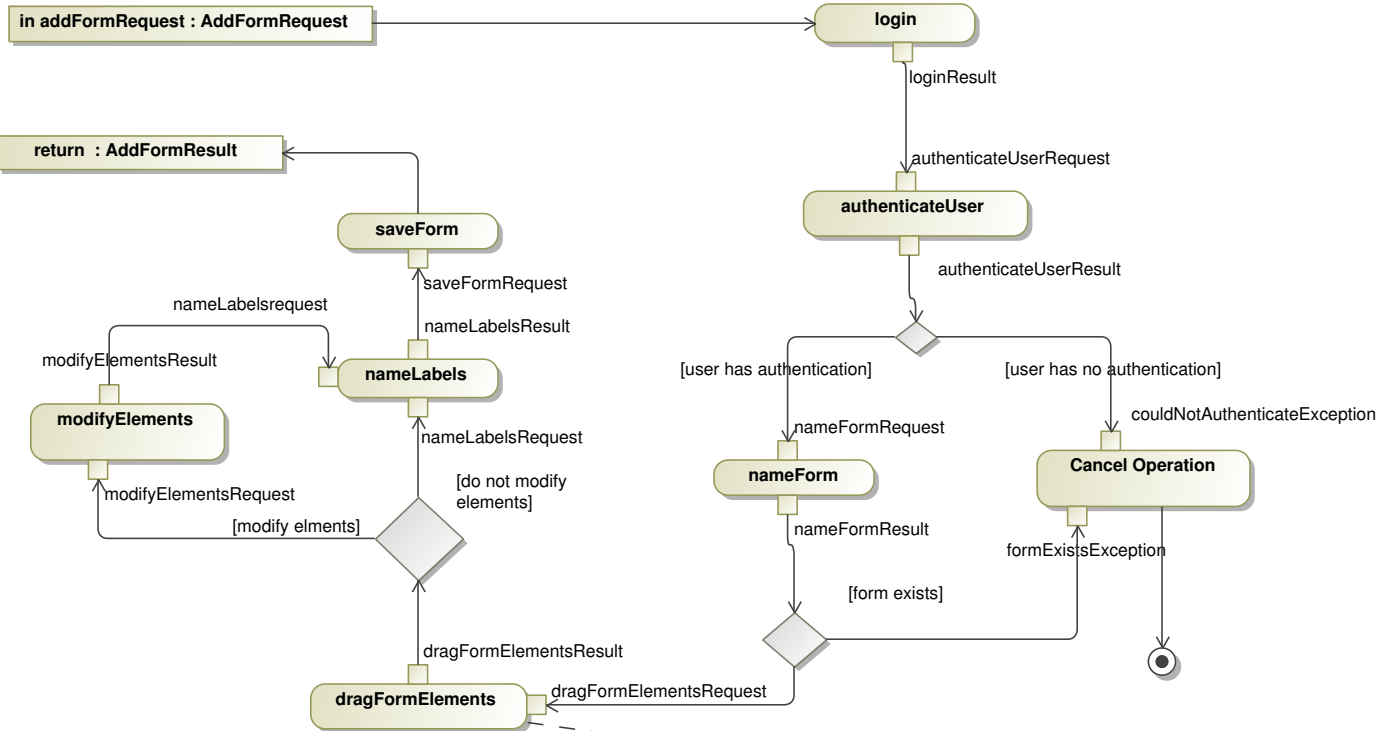 in addFormRequest : AddFormRequest
login
loginResult
return : AddFormResult
authenticateUserRequest
authenticateUser
saveForm
authenticateUserResult
saveFormRequest
nameLabelsrequest
nameLabelsResult
modifyElementsResult
nameLabels
[user has authentication]
[user has no authentication]
modifyElements
couldNotAuthenticateException
nameLabelsRequest
nameFormRequest
Cancel Operation
nameForm
[do not modify
elements]
modifyElementsRequest
[modify elments]
nameFormResult
formExistsException
[form exists]
dragFormElementsResult
dragFormElements
dragFormElementsRequest